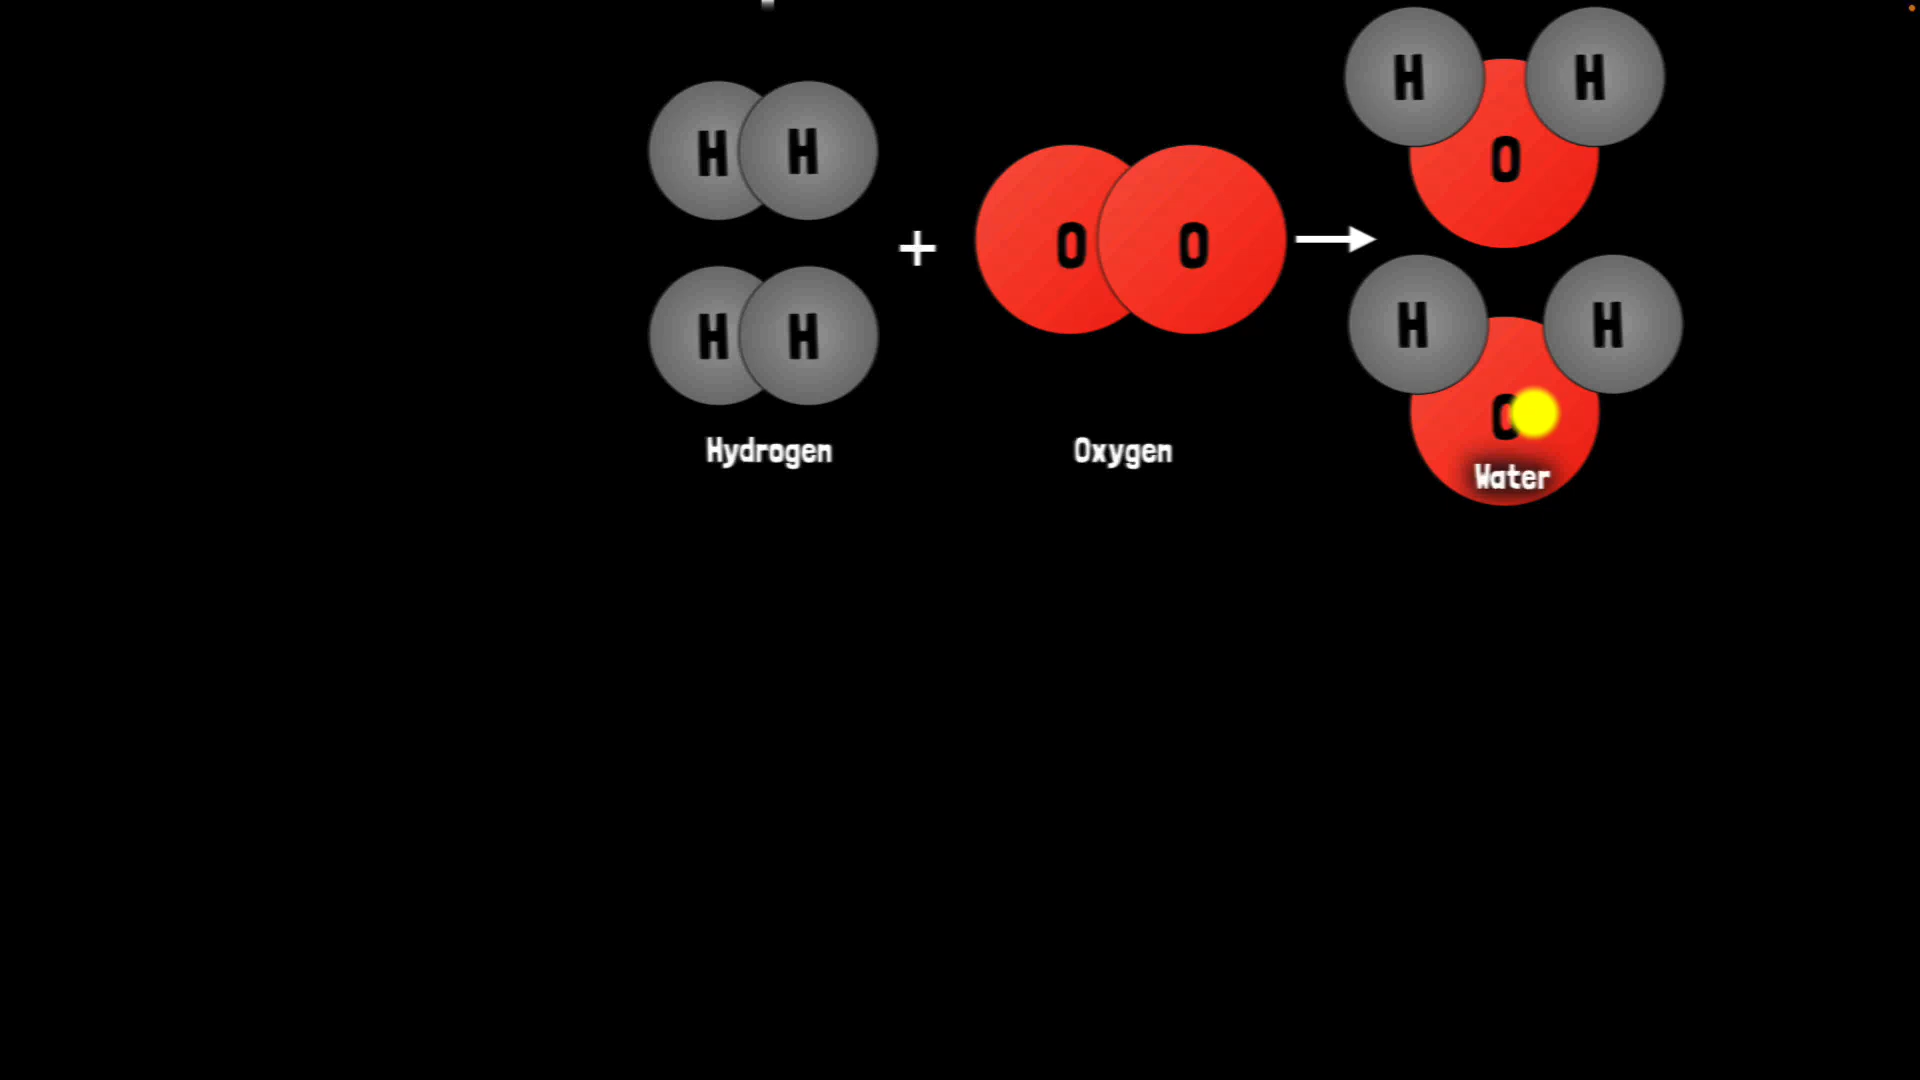 H H
O
H H
O O
H H
H H
Hydrogen
+
Oxygen
Water